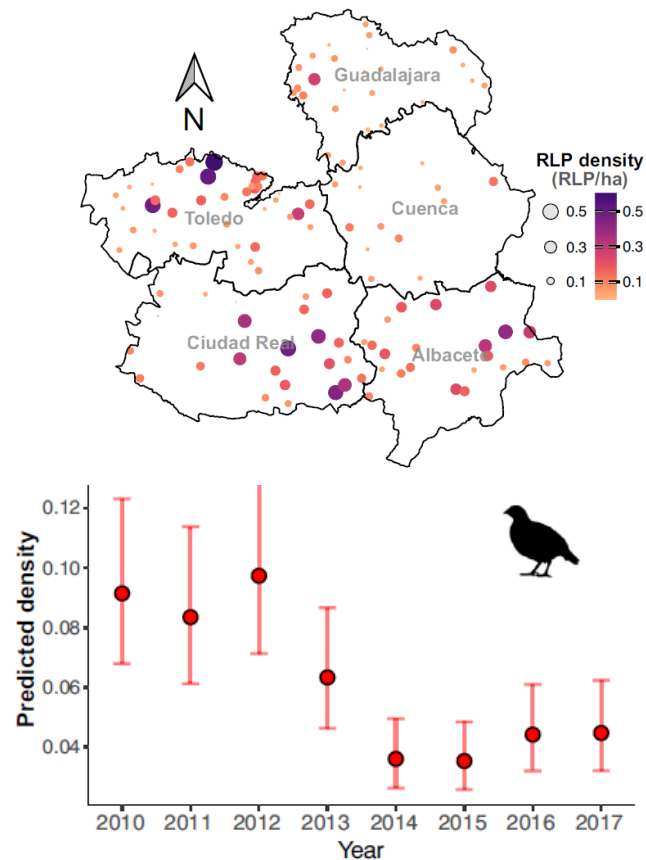 Guadalajara
N
RLP density
(RLP/ha)
0.5
0.5
0.3
0.3
0.1
0.1
Toledo
Cuenca
Ciudad Real
Albacete
0.12
0.10
0.08
0.06
0.04
Predicted density
2010 2011 2012 2013 2014 2015 2016 2017
Year